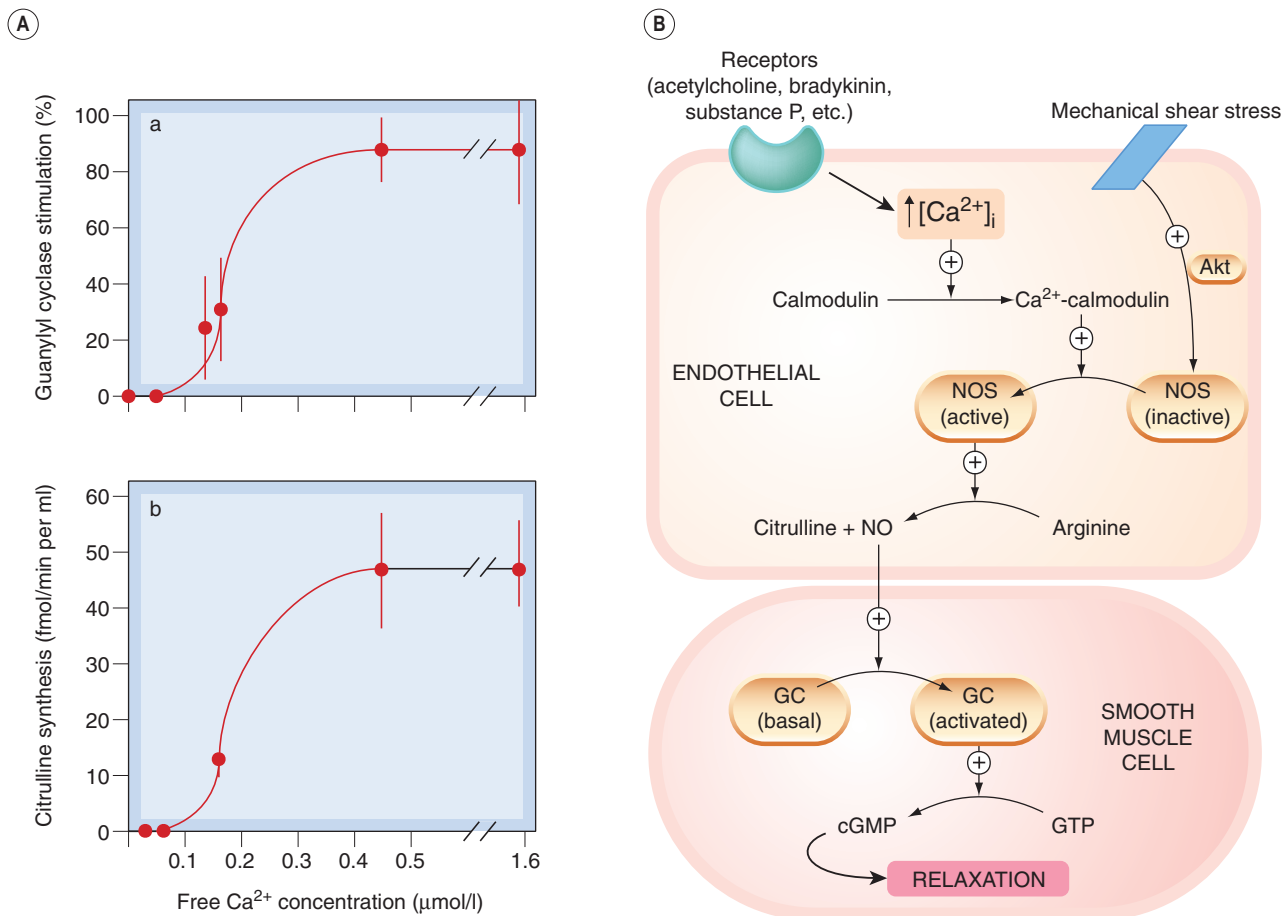 A
Guanylyl cyclase stimulation (%)
a
100
80
60
40
20
0
Citrulline synthesis (fmol/min per ml)
b
60
50
40
30
20
10
0
0.1 0.2 0.3 0.4 0.5 1.6
Free Ca²⁺ concentration (μmol/l)
B
Receptors
(acetylcholine, bradykinin,
substance P, etc.)
Mechanical shear stress
↑[Ca²⁺]ᵢ
+
+
Akt
Calmodulin
Ca²⁺-calmodulin
+
ENDOTHELIAL
CELL
NOS
(active)
NOS
(inactive)
+
Citrulline + NO
Arginine
+
GC
(basal)
GC
(activated)
SMOOTH
MUSCLE
CELL
+
cGMP
GTP
RELAXATION